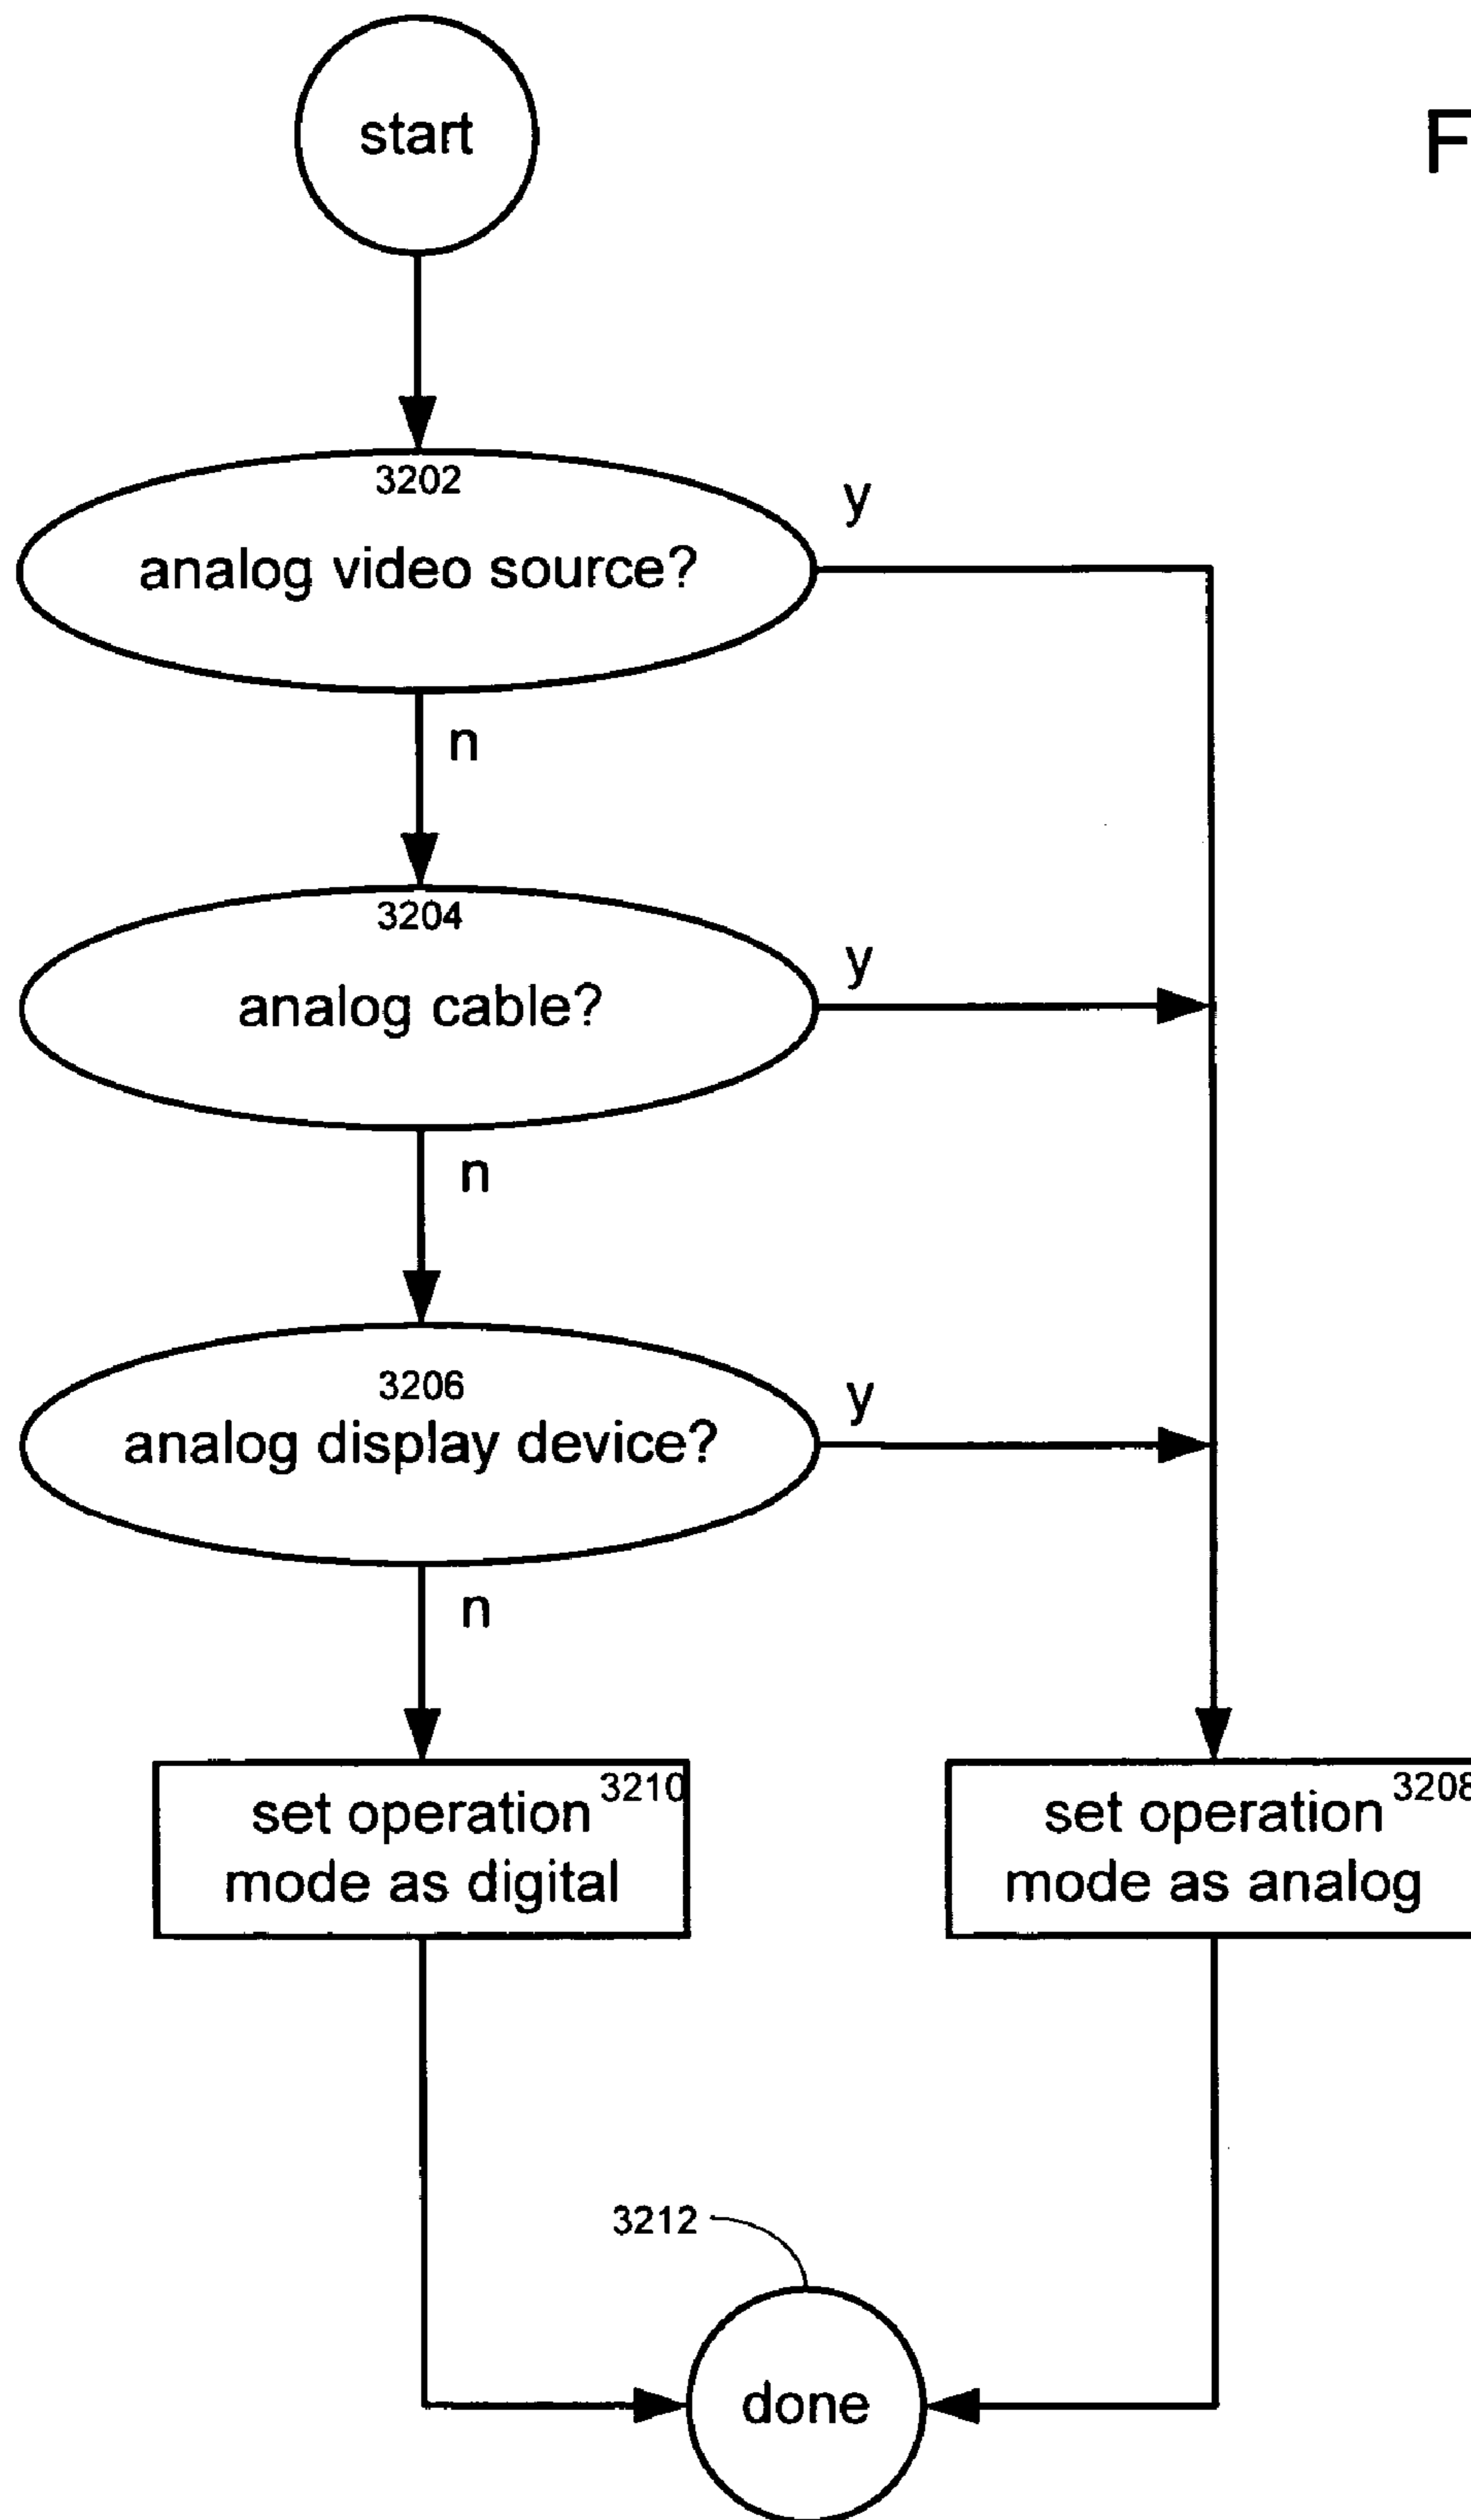 start
F
3202
analog video source?
y
n
3204
analog cable?
y
n
3206
analog display device?
y
n
3210
set operation
mode as digital
3208
set operation
mode as analog
3212
done